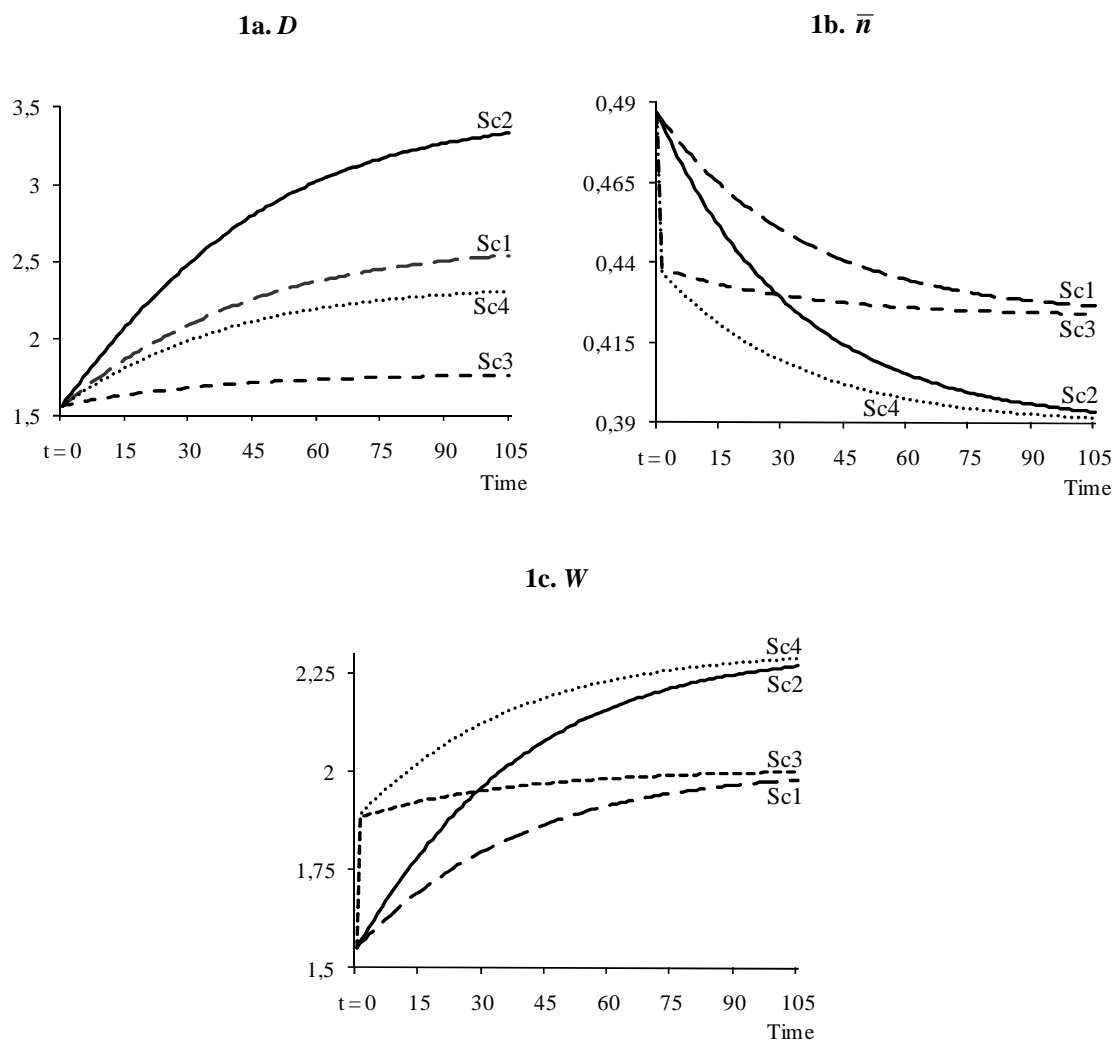 1a. D
3,5
3
2,5
2
1,5
Sc2
Sc1
Sc4
Sc3
t = 0 15 30 45 60 75 90 105
Time
1b. n̅
0,49
0,465
0,44
0,415
0,39
Sc1
Sc3
Sc2
Sc4
t = 0 15 30 45 60 75 90 105
Time
1c. W
2,25
2
1,75
1,5
Sc4
Sc2
Sc3
Sc1
t = 0 15 30 45 60 75 90 105
Time